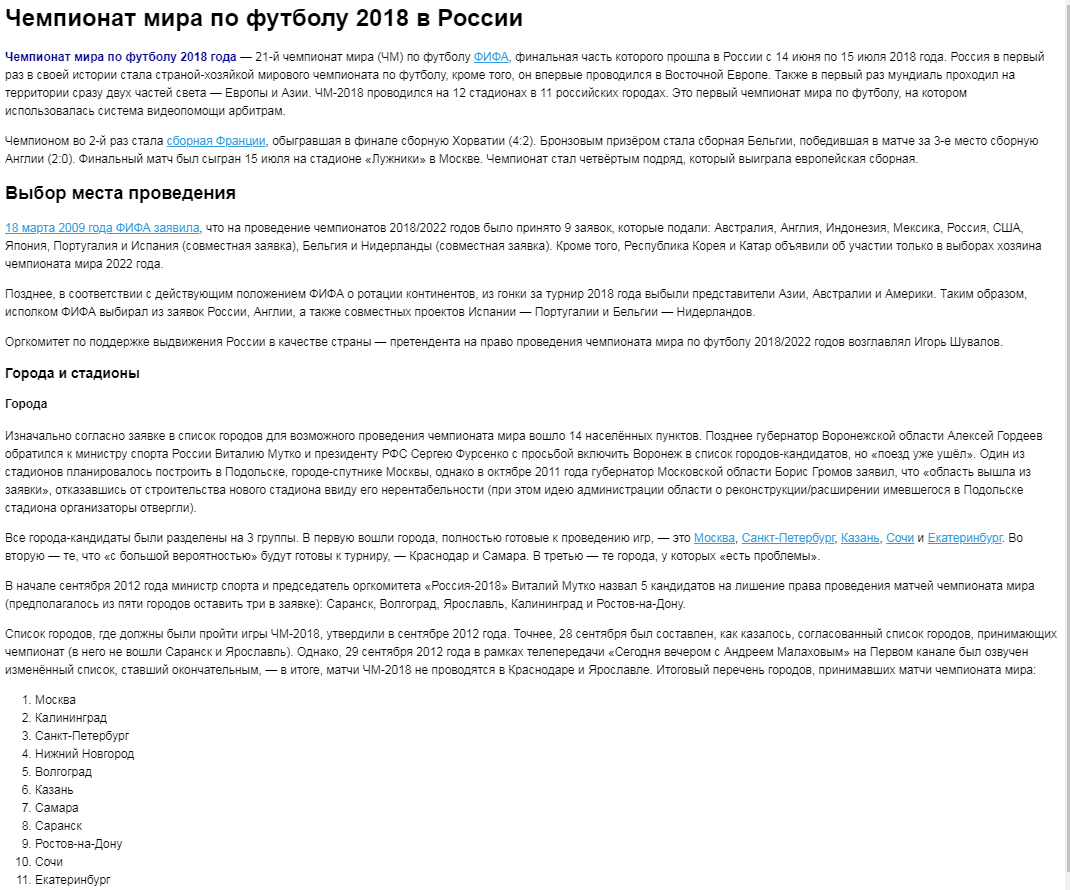 Чемпионат мира по футболу 2018 в России
Чемпионат мира по футболу 2018 года — 21-й чемпионат мира (ЧМ) по футболу ФИФА, финальная часть которого прошла в России с 14 июня по 15 июля 2018 года. Россия в первый
раз в своей истории стала страной-хозяйкой мирового чемпионата по футболу, кроме того, он впервые проводился в Восточной Европе. Также в первый раз мундиаль проходил на
территории сразу двух частей света — Европы и Азии. ЧМ-2018 проводился на 12 стадионах в 11 российских городах. Это первый чемпионат мира по футболу, на котором
использовалась система видеопомощи арбитрам.
Чемпионом во 2-й раз стала сборная Франции, обыгравшая в финале сборную Хорватии (4:2). Бронзовым призёром стала сборная Бельгии, победившая в матче за 3-е место сборную
Англии (2:0). Финальный матч был сыгран 15 июля на стадионе «Лужники» в Москве. Чемпионат стал четвёртым подряд, который выиграла европейская сборная.
Выбор места проведения
18 марта 2009 года ФИФА заявила, что на проведение чемпионатов 2018/2022 годов было принято 9 заявок, которые подали: Австралия, Англия, Индонезия, Мексика, Россия, США,
Япония, Португалия и Испания (совместная заявка), Бельгия и Нидерланды (совместная заявка). Кроме того, Республика Корея и Катар объявили об участии только в выборах хозяина
чемпионата мира 2022 года.
Позднее, в соответствии с действующим положением ФИФА о ротации континентов, из гонки за турнир 2018 года выбыли представители Азии, Австралии и Америки. Таким образом,
исполком ФИФА выбирал из заявок России, Англии, а также совместных проектов Испании — Португалии и Бельгии — Нидерландов.
Оргкомитет по поддержке выдвижения России в качестве страны — претендента на право проведения чемпионата мира по футболу 2018/2022 годов возглавлял Игорь Шувалов.
Города и стадионы
Города
Изначально согласно заявке в список городов для возможного проведения чемпионата мира вошло 14 населённых пунктов. Позднее губернатор Воронежской области Алексей Гордеев
обратился к министру спорта России Виталию Мутко и президенту РФС Сергею Фурсенко с просьбой включить Воронеж в список городов-кандидатов, но «поезд уже ушёл». Один из
стадионов планировалось построить в Подольске, городе-спутнике Москвы, однако в октябре 2011 года губернатор Московской области Борис Громов заявил, что «область вышла из
заявки», отказавшись от строительства нового стадиона ввиду его нерентабельности (при этом идею администрации области о реконструкции/расширении имевшегося в Подольске
стадиона организаторы отвергли).
Все города-кандидаты были разделены на 3 группы. В первую вошли города, полностью готовые к проведению игр, — это Москва, Санкт-Петербург, Казань, Сочи и Екатеринбург. Во
вторую — те, что «с большой вероятностью» будут готовы к турниру, — Краснодар и Самара. В третью — те города, у которых «есть проблемы».
В начале сентября 2012 года министр спорта и председатель оргкомитета «Россия-2018» Виталий Мутко назвал 5 кандидатов на лишение права проведения матчей чемпионата мира
(предполагалось из пяти городов оставить три в заявке): Саранск, Волгоград, Ярославль, Калининград и Ростов-на-Дону.
Список городов, где должны были пройти игры ЧМ-2018, утвердили в сентябре 2012 года. Точнее, 28 сентября был составлен, как казалось, согласованный список городов, принимающих
чемпионат (в него не вошли Саранск и Ярославль). Однако, 29 сентября 2012 года в рамках телепередачи «Сегодня вечером с Андреем Малаховым» на Первом канале был озвучен
изменённый список, ставший окончательным, — в итоге, матчи ЧМ-2018 не проводятся в Краснодаре и Ярославле. Итоговый перечень городов, принимавших матчи чемпионата мира:
1. Москва
2. Калининград
3. Санкт-Петербург
4. Нижний Новгород
5. Волгоград
6. Казань
7. Самара
8. Саранск
9. Ростов-на-Дону
10. Сочи
11. Екатеринбург